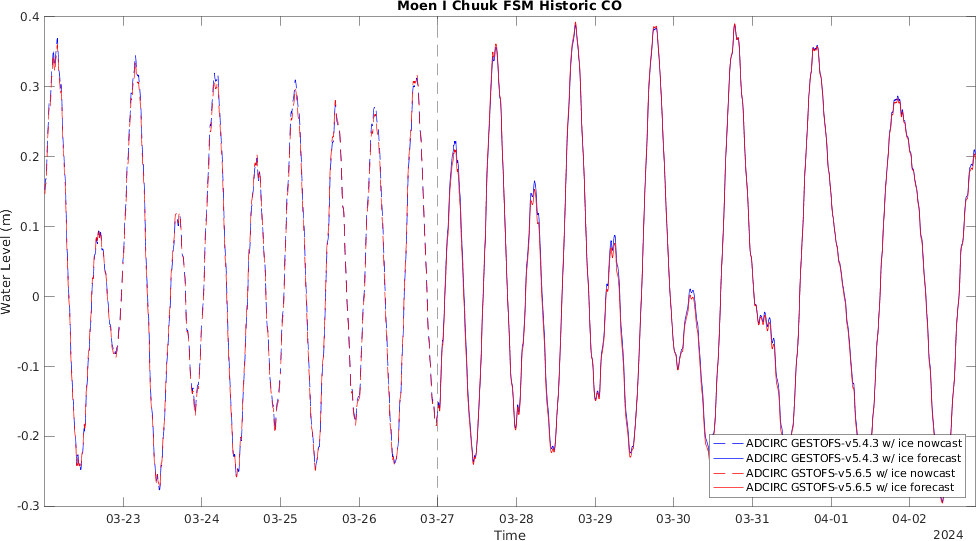 Moen I Chuuk FSM Historic CO
0.4
0.3
0.2
0.1
0
-0.1
-0.2
-0.3
Water Level (m)
ADCIRC GESTOFS-v5.4.3 w/ ice nowcast
ADCIRC GESTOFS-v5.4.3 w/ ice forecast
ADCIRC GSTOFS-v5.6.5 w/ ice nowcast
ADCIRC GSTOFS-v5.6.5 w/ ice forecast
03-23 03-24 03-25 03-26 03-27 03-28 03-29 03-30 03-31 04-01 04-02
Time
2024